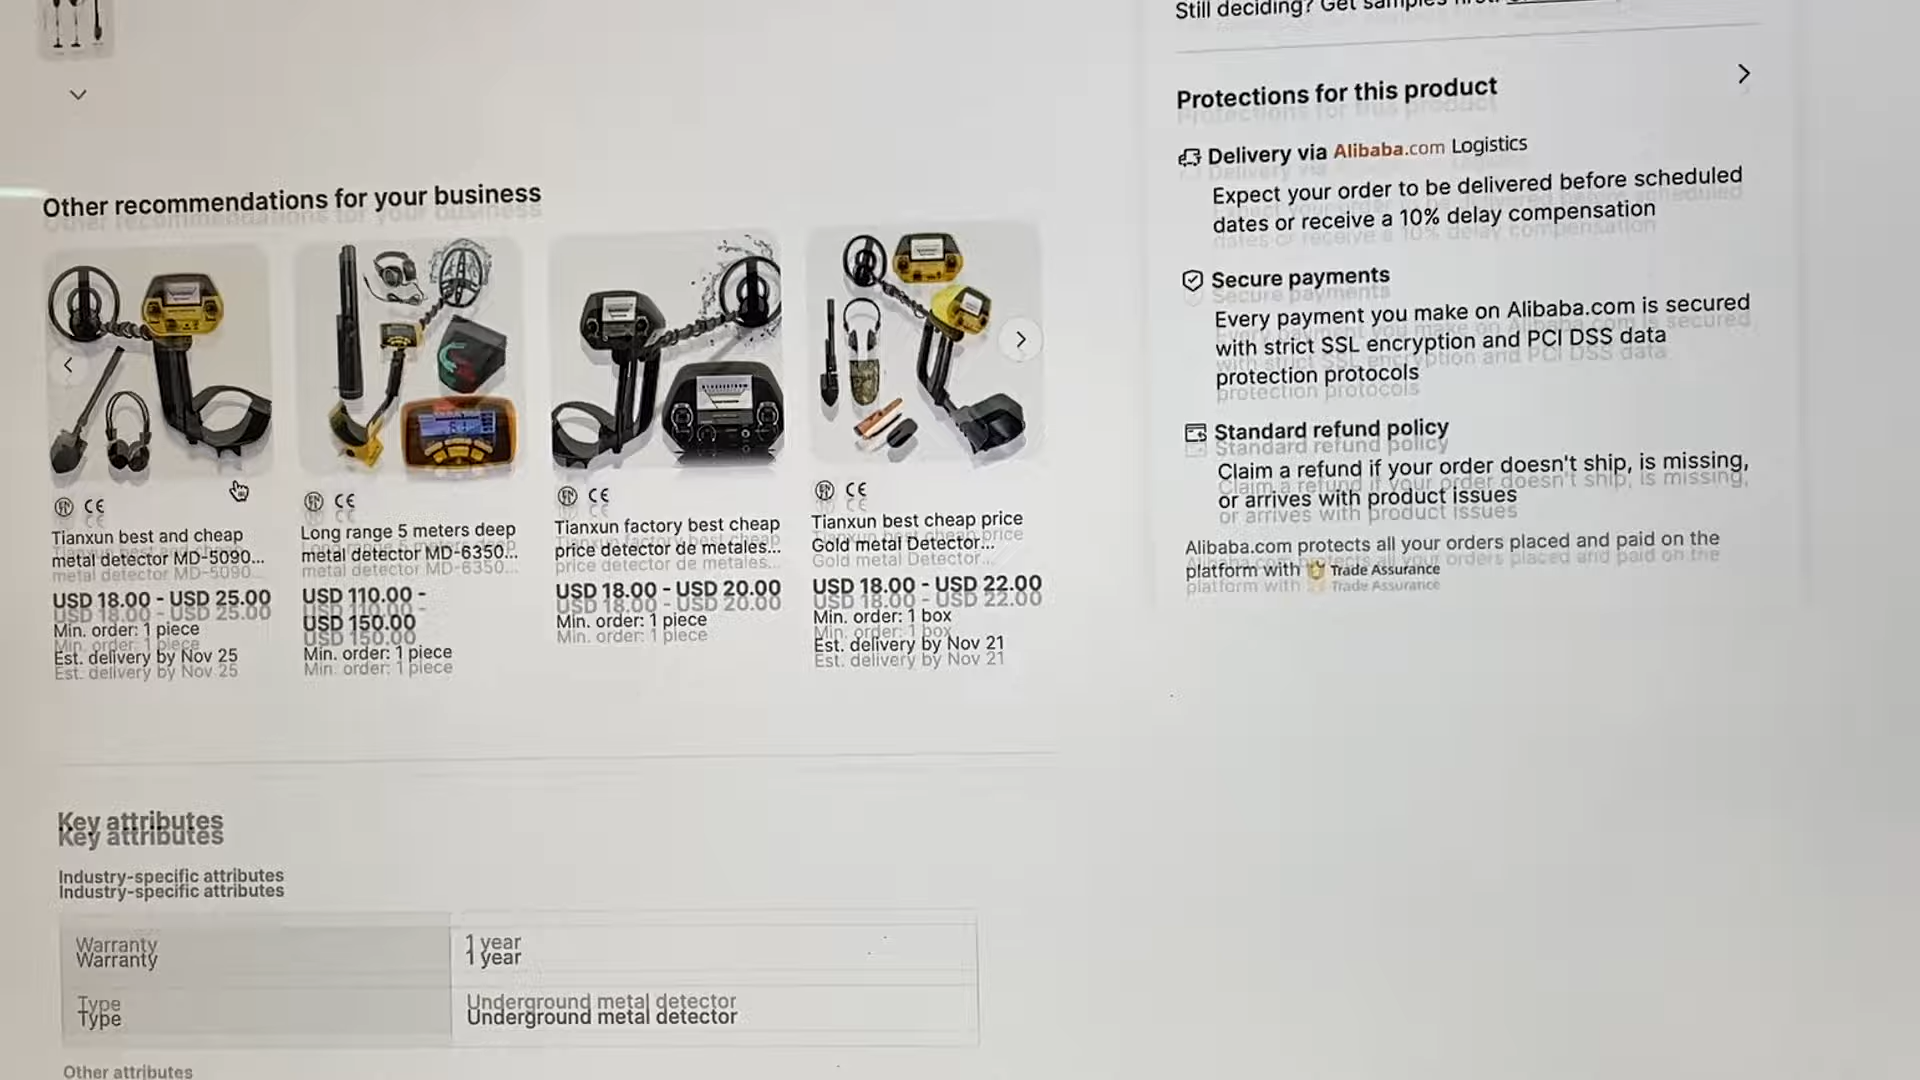 Still deciding? Get samples first.
Protections for this product
Delivery via Alibaba.com Logistics
Expect your order to be delivered before scheduled
dates or receive a 10% delay compensation
Secure payments
Every payment you make on Alibaba.com is secured
with strict SSL encryption and PCI DSS data
protection protocols
Standard refund policy
Claim a refund if your order doesn't ship, is missing,
or arrives with product issues
Alibaba.com protects all your orders placed and paid on the
platform with Trade Assurance
Other recommendations for your business
CE
Tianxun best and cheap
metal detector MD-5090...
USD 18.00 - USD 25.00
Min. order: 1 piece
Est. delivery by Nov 25
CE
Long range 5 meters deep
metal detector MD-6350...
USD 110.00 -
USD 150.00
Min. order: 1 piece
CE
Tianxun factory best cheap
price detector de metales...
USD 18.00 - USD 20.00
Min. order: 1 piece
CE
Tianxun best cheap price
Gold metal Detector...
USD 18.00 - USD 22.00
Min. order: 1 box
Est. delivery by Nov 21
Key attributes
Industry-specific attributes
Warranty
1 year
Type
Underground metal detector
Other attributes